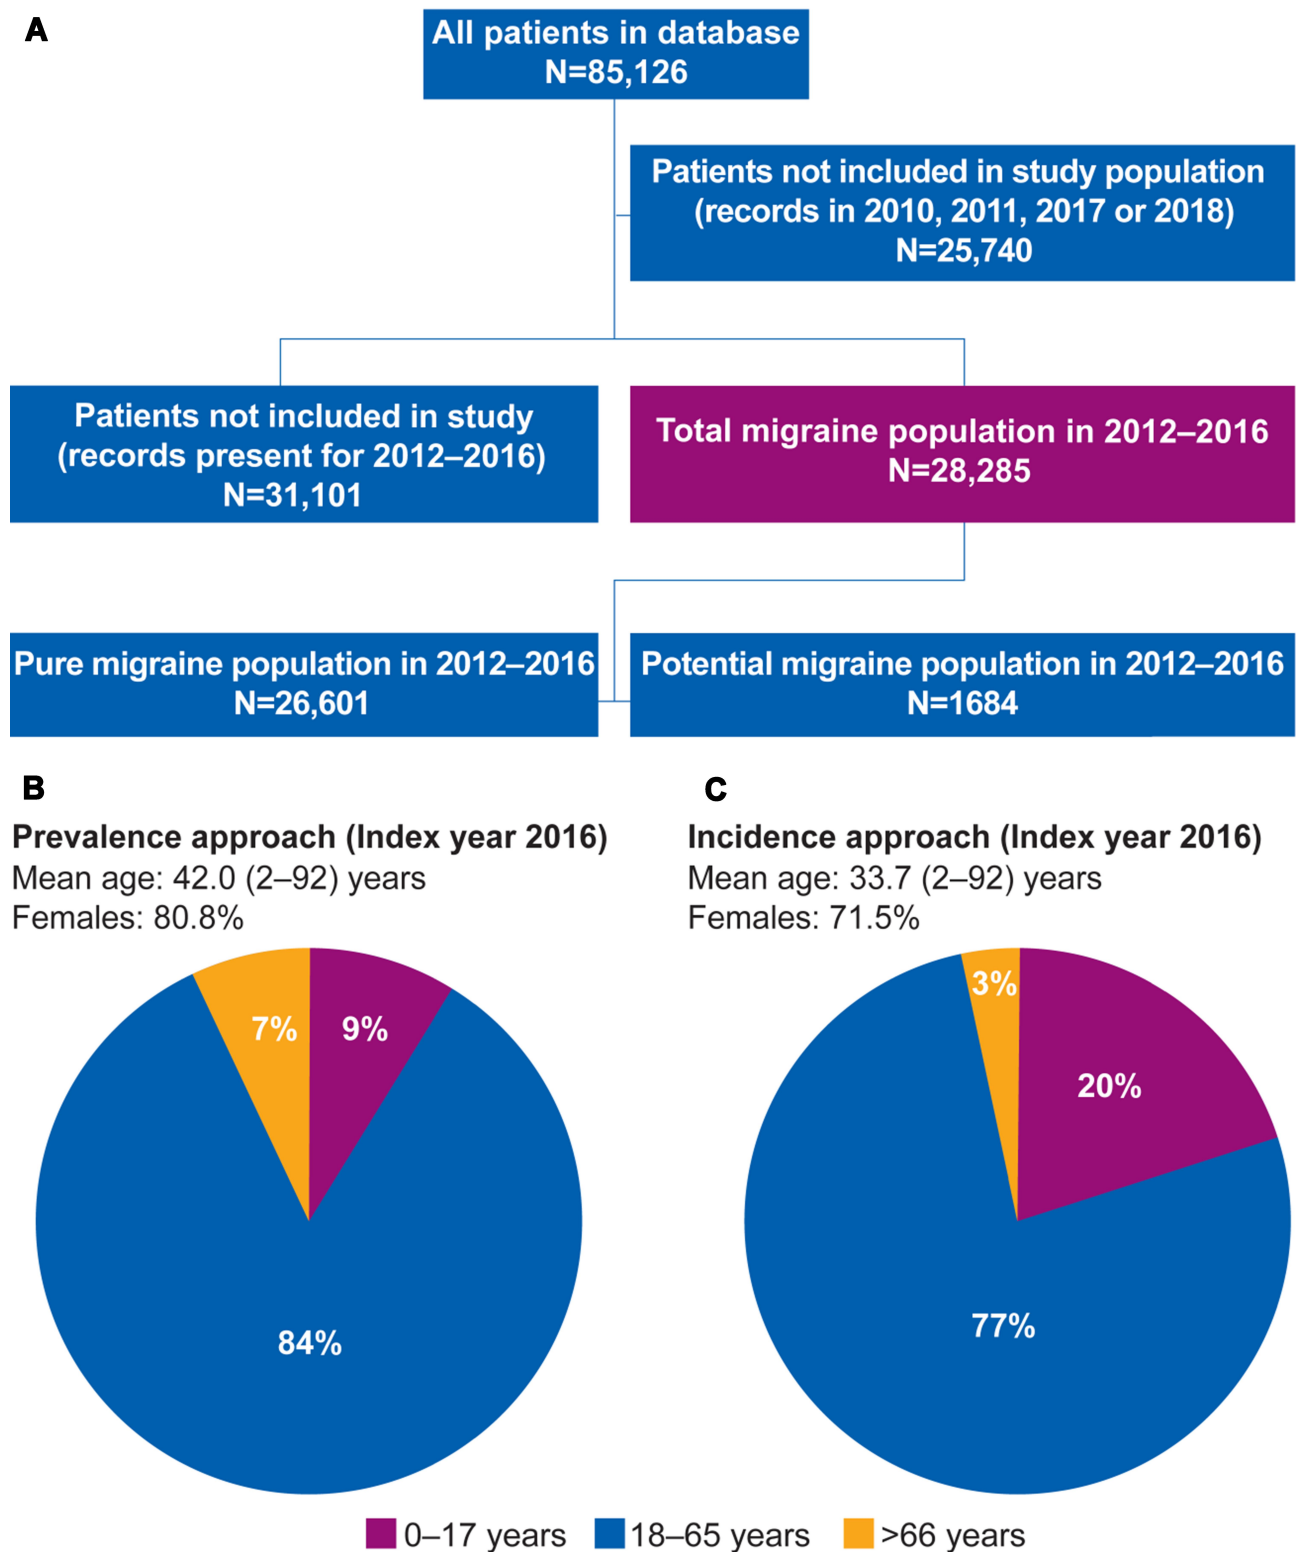 A
All patients in database
N=85,126
Patients not included in study population
(records in 2010, 2011, 2017 or 2018)
N=25,740
Patients not included in study
(records present for 2012–2016)
N=31,101
Total migraine population in 2012–2016
N=28,285
Pure migraine population in 2012–2016
N=26,601
Potential migraine population in 2012–2016
N=1684
B
Prevalence approach (Index year 2016)
Mean age: 42.0 (2–92) years
Females: 80.8%
7%
9%
84%
C
Incidence approach (Index year 2016)
Mean age: 33.7 (2–92) years
Females: 71.5%
3%
20%
77%
0–17 years
18–65 years
>66 years